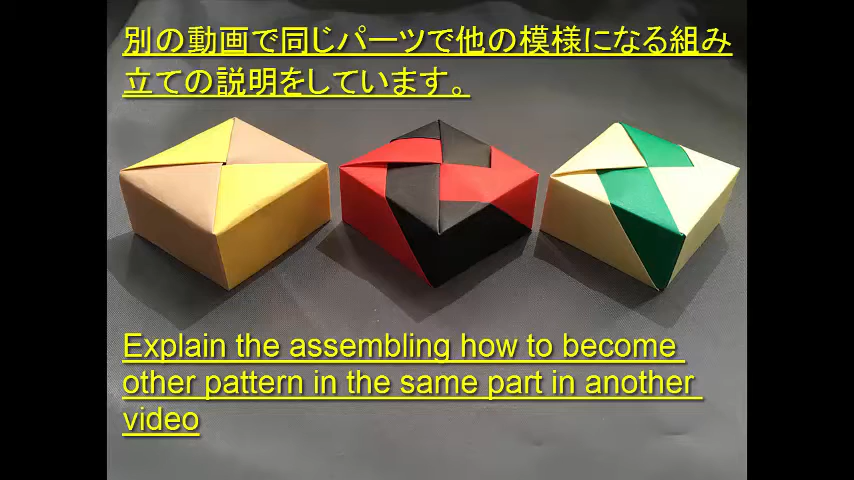 別の動画で同じパーツで他の模様になる組み
立ての説明をしています。
Explain the assembling how to become
other pattern in the same part in another
video